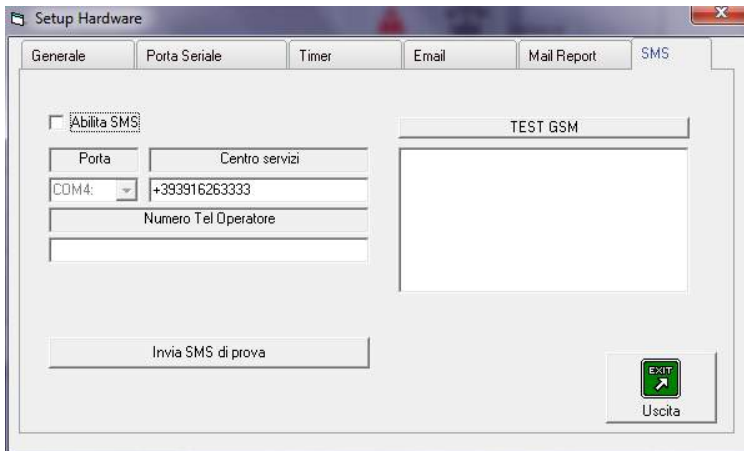 Setup Hardware
Generale
Porta Seriale
Timer
Email
Mail Report
SMS
Abilita SMS
Porta
Centro servizi
COM4:
+393916263333
Numero Tel Operatore
Invia SMS di prova
TEST GSM
EXIT
Uscita